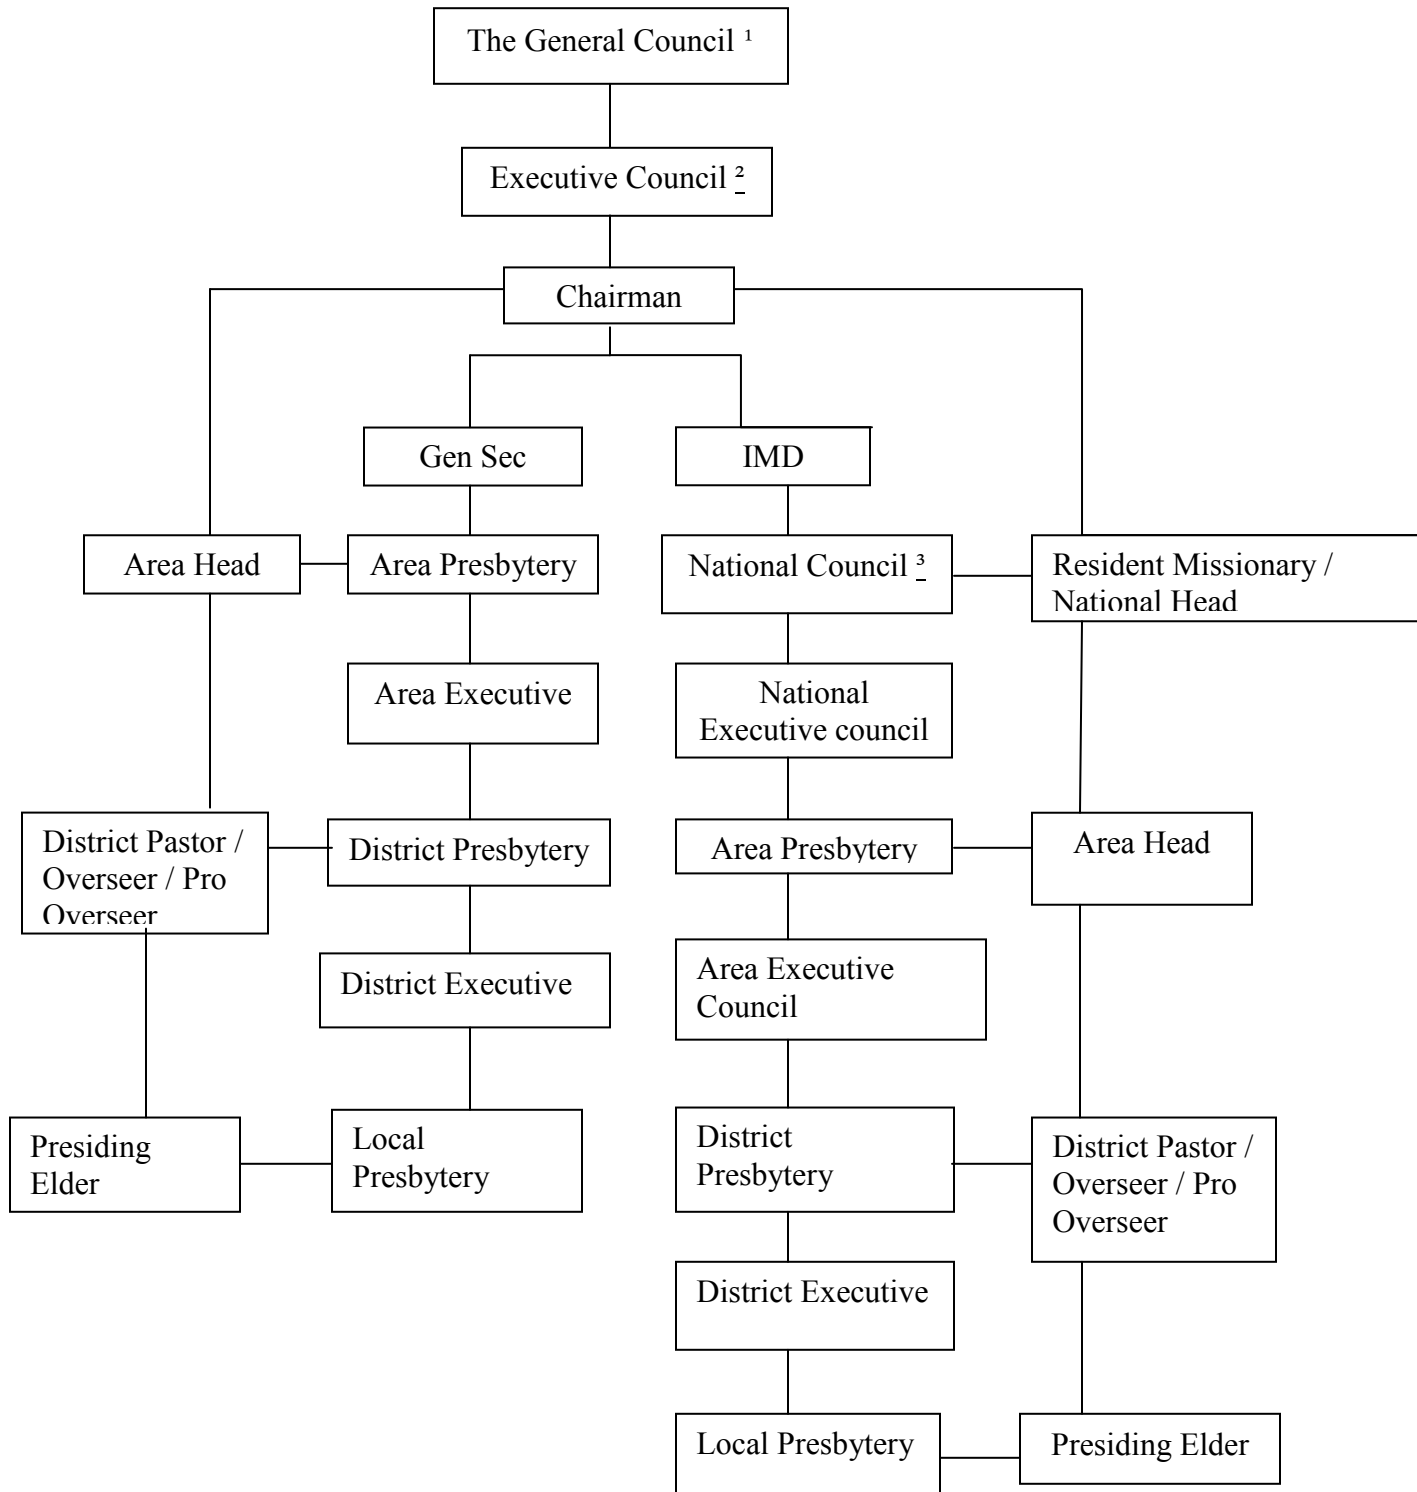 The General Council ¹
Executive Council ²
Chairman
Gen Sec
IMD
Area Head
Area Presbytery
National Council ³
Resident Missionary /
National Head
Area Executive
National
Executive council
District Pastor /
Overseer / Pro
Overseer
District Presbytery
Area Presbytery
Area Head
District Executive
Area Executive
Council
Presiding
Elder
Local
Presbytery
District
Presbytery
District Pastor /
Overseer / Pro
Overseer
District Executive
Local Presbytery
Presiding Elder